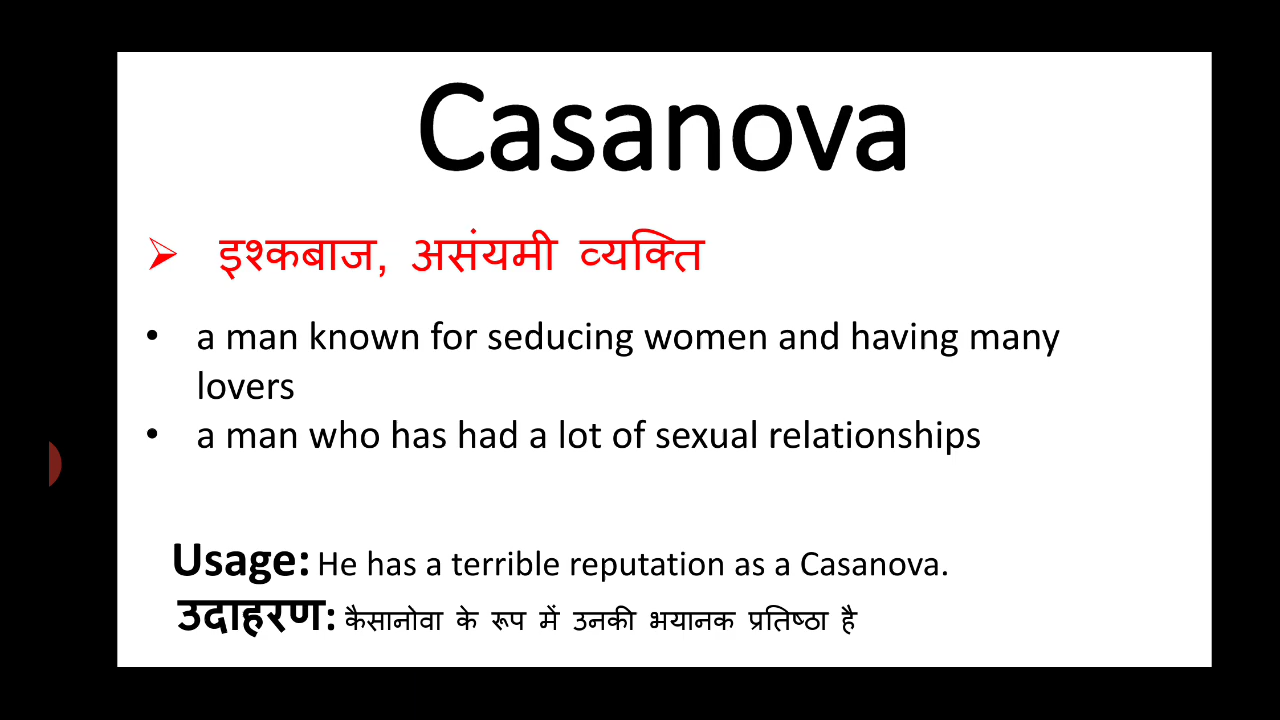 Casanova
➢ इश्कबाज, असंयमी व्यक्ति
• a man known for seducing women and having many
lovers
• a man who has had a lot of sexual relationships
Usage: He has a terrible reputation as a Casanova.
उदाहरण: कैसानोवा के रूप में उनकी भयानक प्रतिष्ठा है